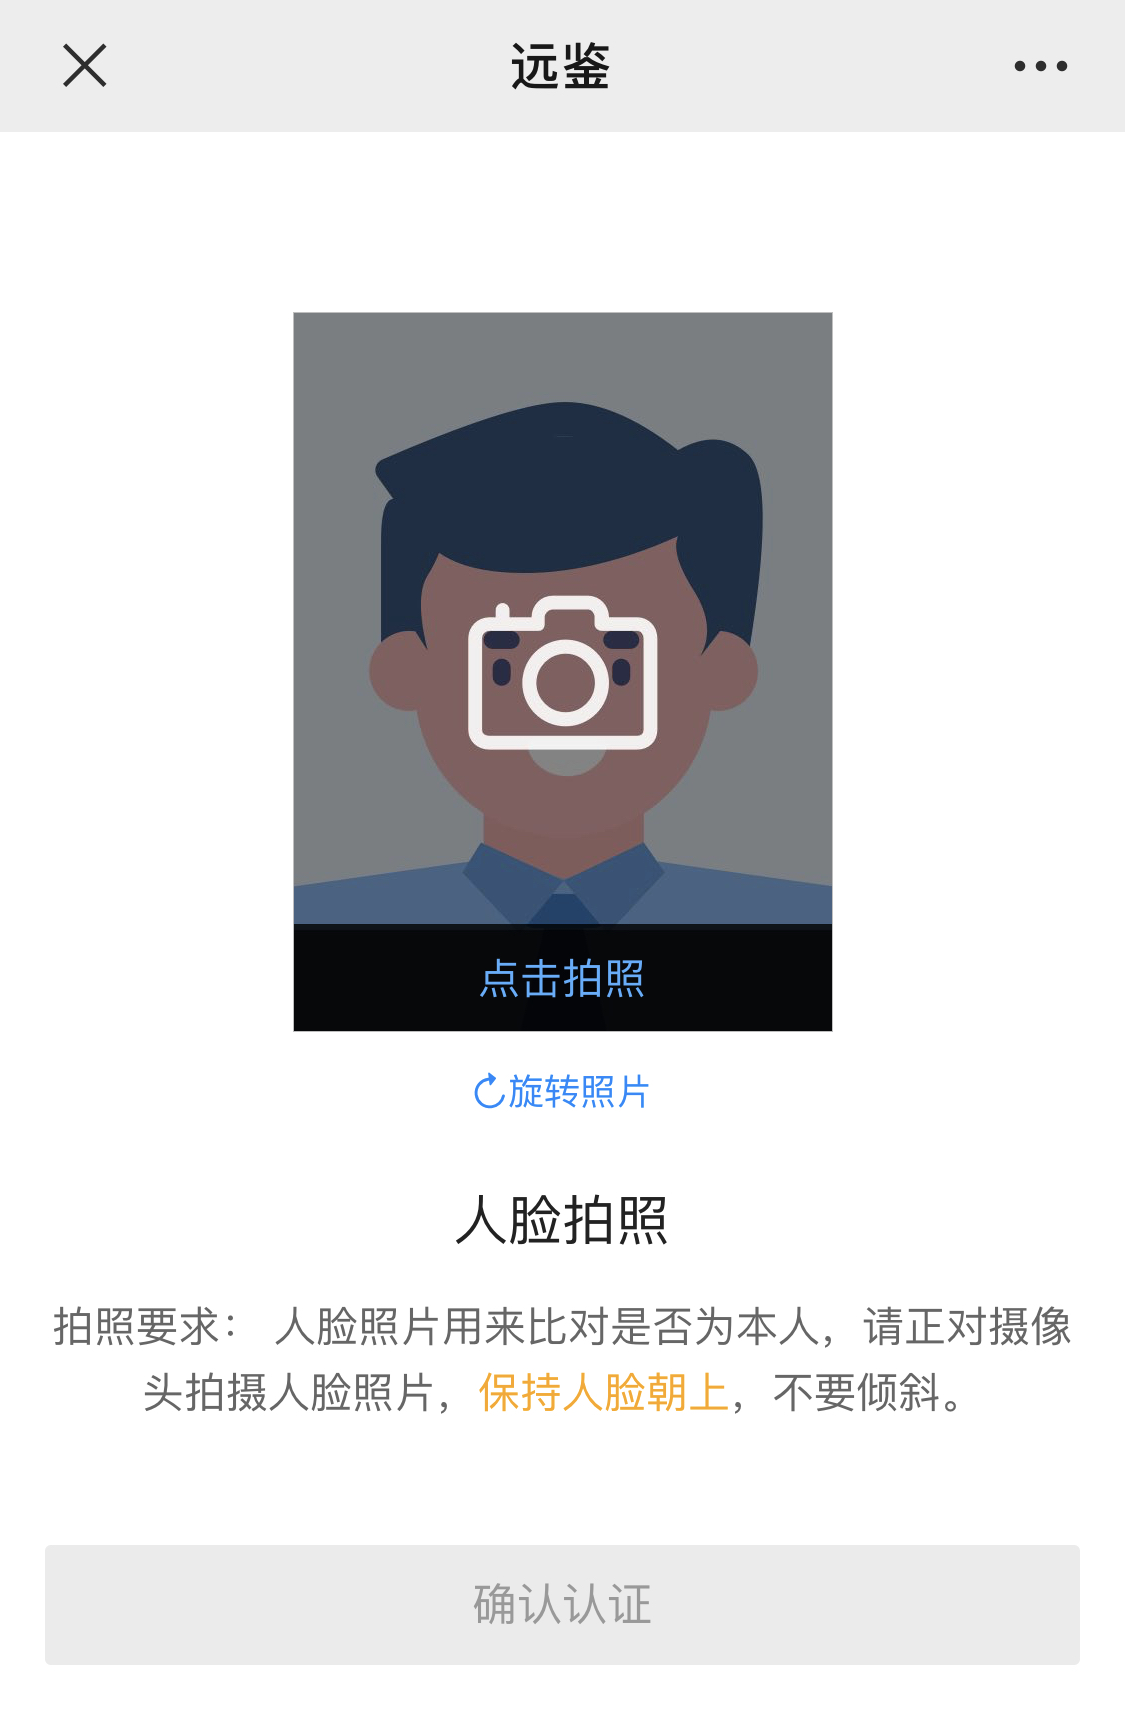 远鉴
点击拍照
旋转照片
人脸拍照
拍照要求： 人脸照片用来比对是否为本人，请正对摄像
头拍摄人脸照片，保持人脸朝上，不要倾斜。
确认认证